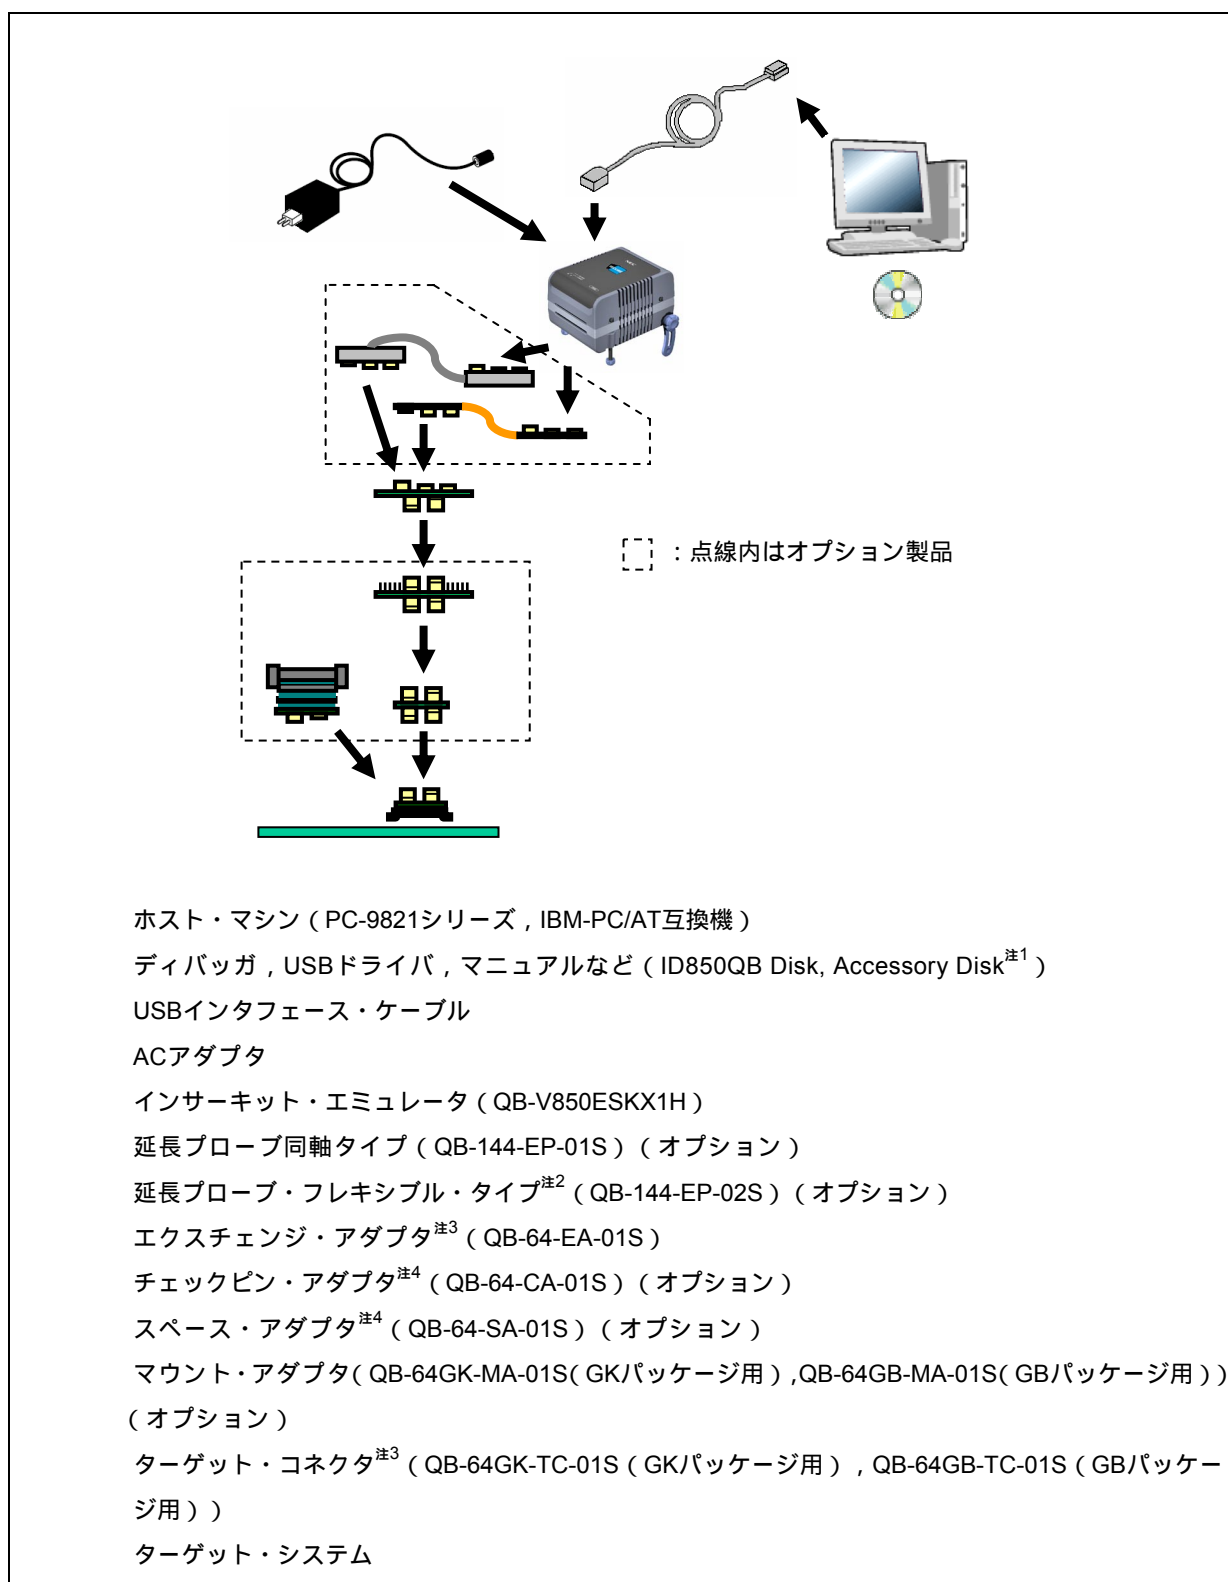 NEC
：点線内はオプション製品
ホスト・マシン（PC-9821シリーズ，IBM-PC/AT互換機）
ディバッガ，USBドライバ，マニュアルなど（ID850QB Disk, Accessory Disk注1）
USBインタフェース・ケーブル
ACアダプタ
インサーキット・エミュレータ（QB-V850ESKX1H）
延長プローブ同軸タイプ（QB-144-EP-01S）（オプション）
延長プローブ・フレキシブル・タイプ注2（QB-144-EP-02S）（オプション）
エクスチェンジ・アダプタ注3（QB-64-EA-01S）
チェックピン・アダプタ注4（QB-64-CA-01S）（オプション）
スペース・アダプタ注4（QB-64-SA-01S）（オプション）
マウント・アダプタ（QB-64GK-MA-01S（GKパッケージ用），QB-64GB-MA-01S（GBパッケージ用））
（オプション）
ターゲット・コネクタ注3（QB-64GK-TC-01S（GKパッケージ用），QB-64GB-TC-01S（GBパッケー
ジ用））
ターゲット・システム